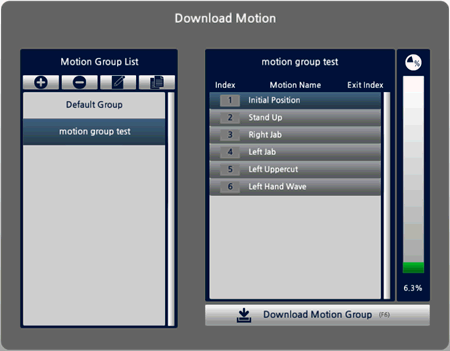 Download Motion
Motion Group List
Default Group
motion group test
motion group test
Index Motion Name Exit Index
1 Initial Position
2 Stand Up
3 Right Jab
4 Left Jab
5 Left Uppercut
6 Left Hand Wave
%
6.3%
Download Motion Group (F6)